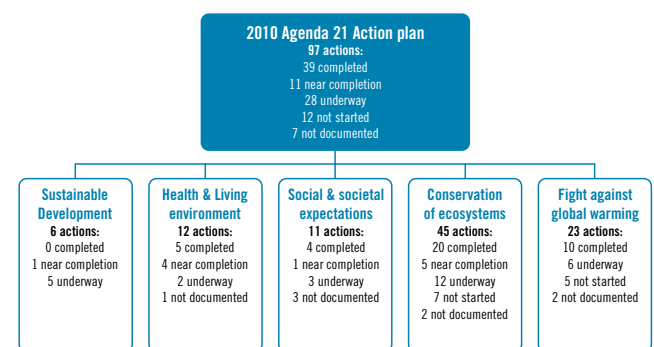 2010 Agenda 21 Action plan
97 actions:
39 completed
11 near completion
28 underway
12 not started
7 not documented
Sustainable
Development
6 actions:
0 completed
1 near completion
5 underway
Health & Living
environment
12 actions:
5 completed
4 near completion
2 underway
1 not documented
Social & societal
expectations
11 actions:
4 completed
1 near completion
3 underway
3 not documented
Conservation
of ecosystems
45 actions:
20 completed
5 near completion
12 underway
7 not started
2 not documented
Fight against
global warming
23 actions:
10 completed
6 underway
5 not started
2 not documented